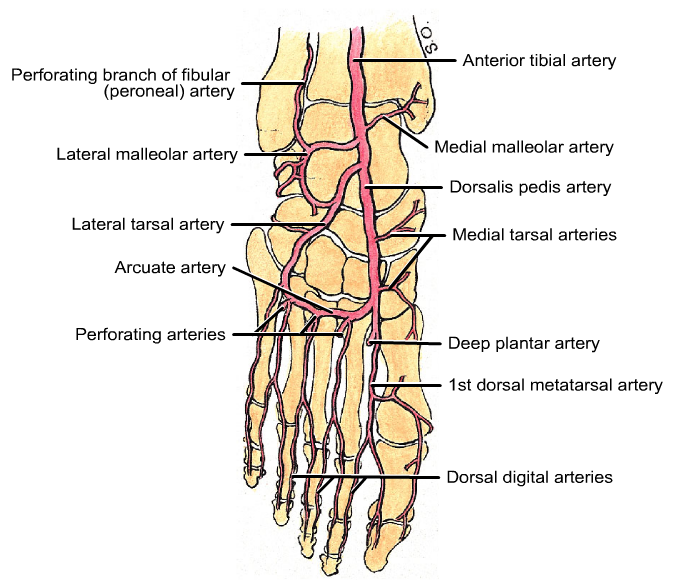 S.O.
Anterior tibial artery
Perforating branch of fibular
(peroneal) artery
Medial malleolar artery
Lateral malleolar artery
Dorsalis pedis artery
Lateral tarsal artery
Medial tarsal arteries
Arcuate artery
Perforating arteries
Deep plantar artery
1st dorsal metatarsal artery
Dorsal digital arteries